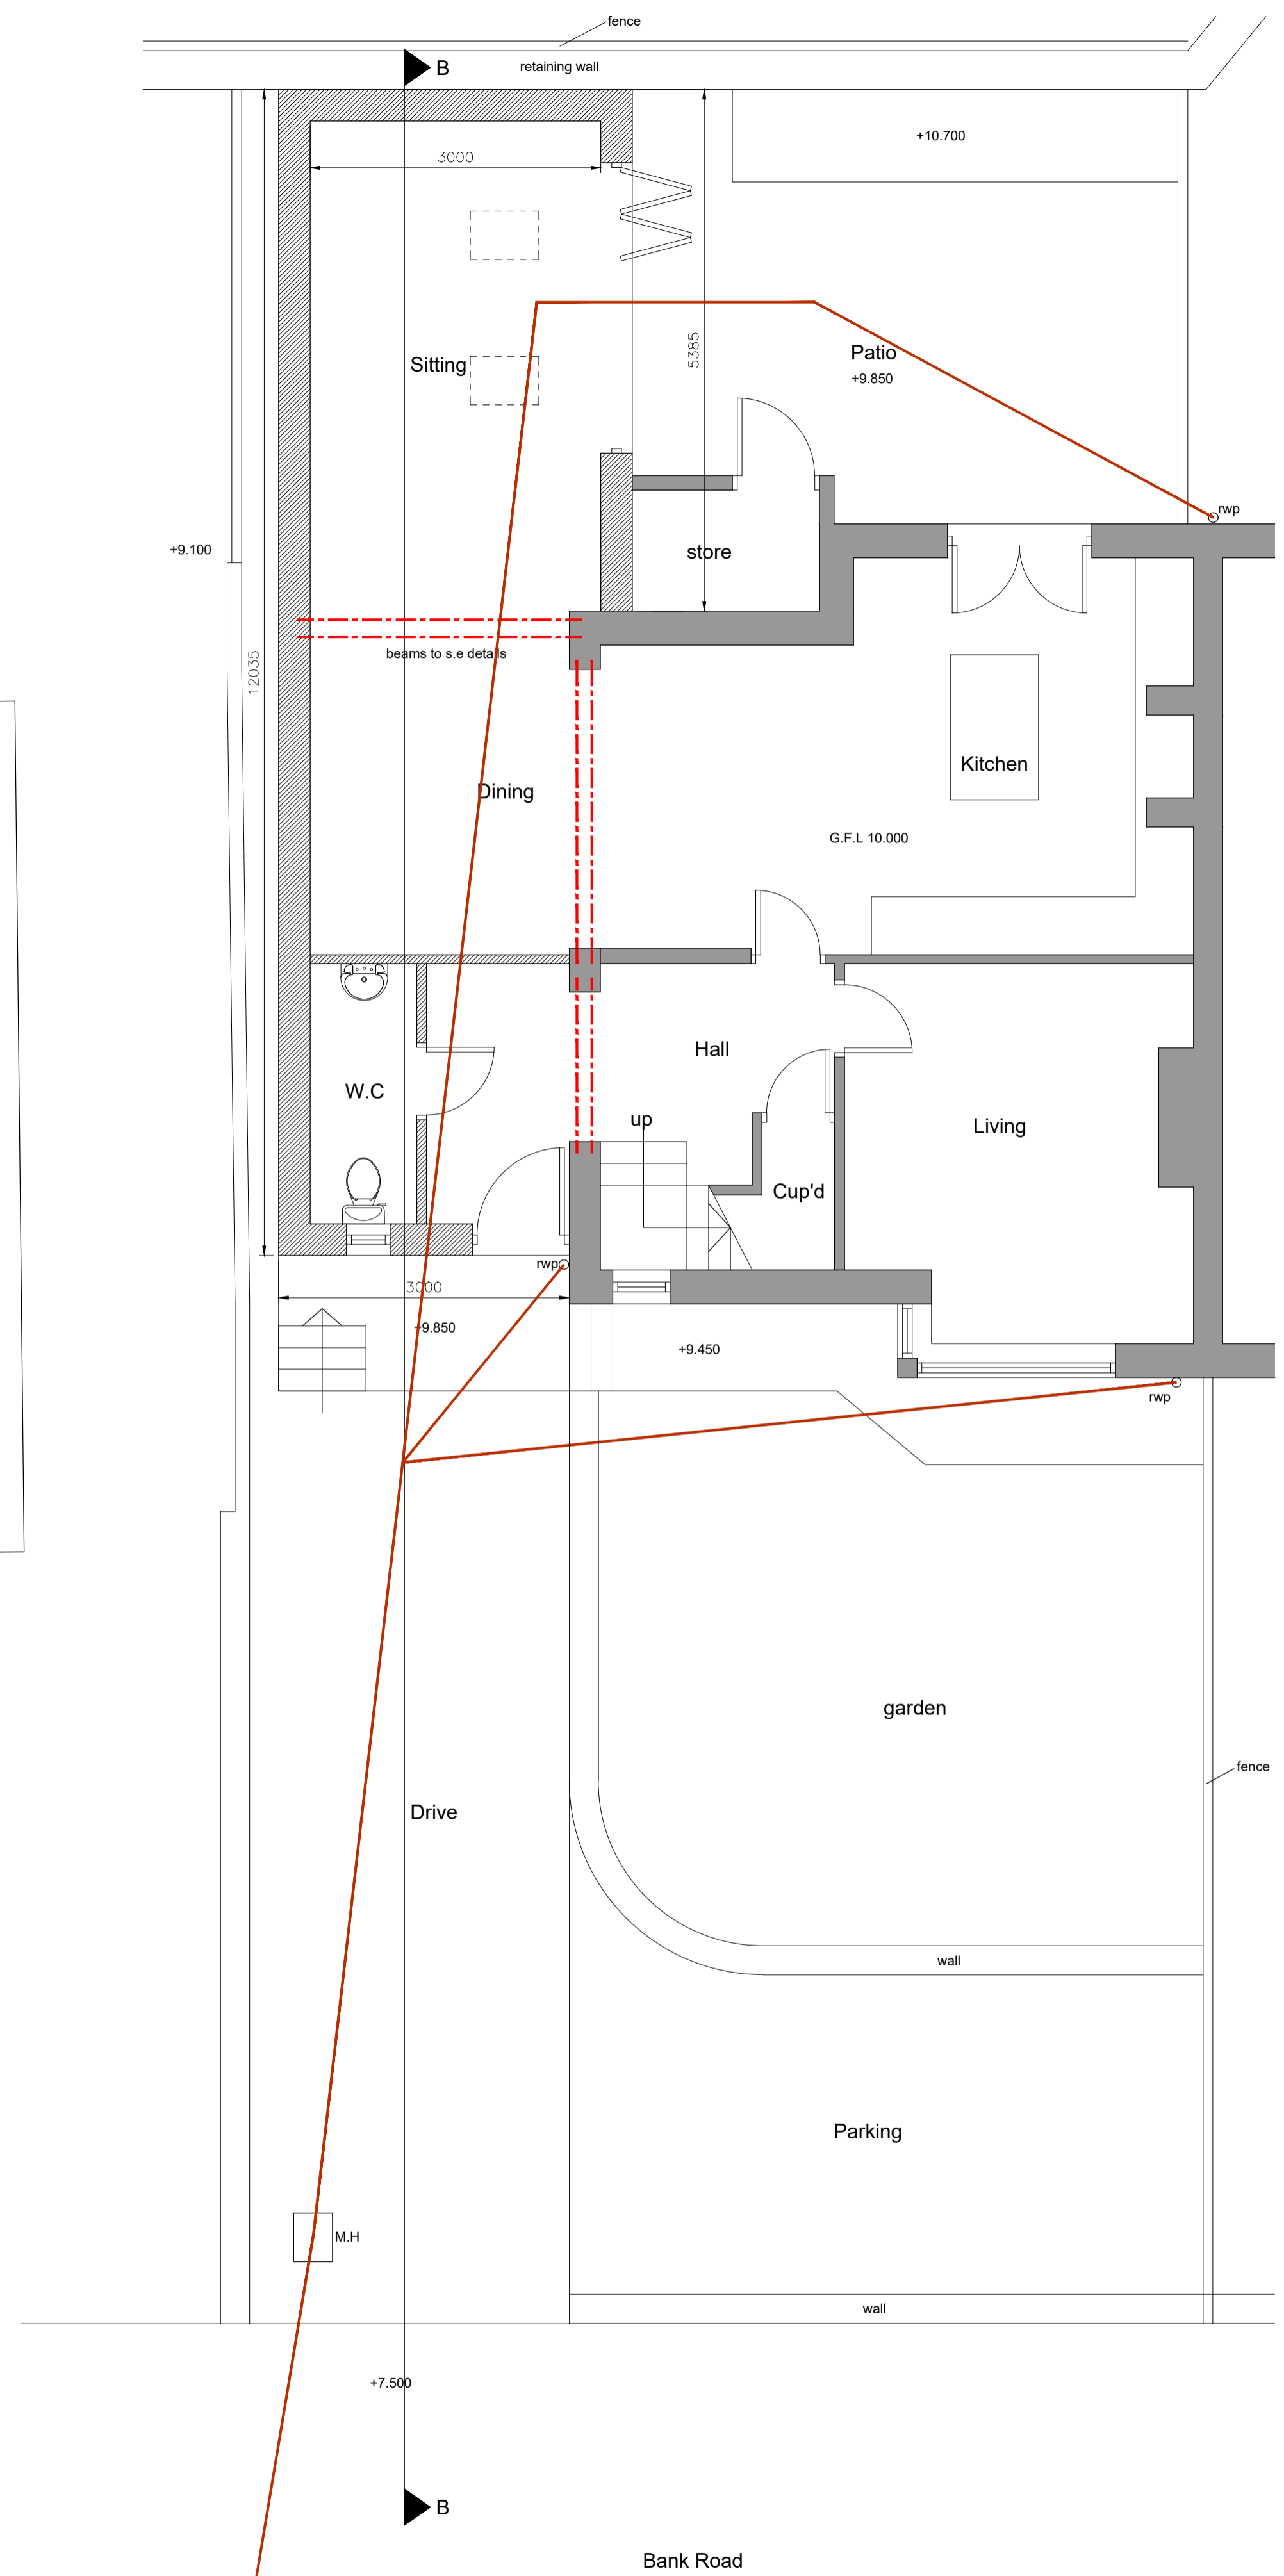 fence
B
retaining wall
+10.700
3000
5385
Sitting
Patio
+9.850
rwp
+9.100
store
12035
beams to s.e details
Kitchen
Dining
G.F.L 10.000
Hall
W.C
up
Living
Cup'd
rwp
3000
+9.850
+9.450
rwp
garden
fence
Drive
wall
Parking
M.H
wall
+7.500
B
Bank Road